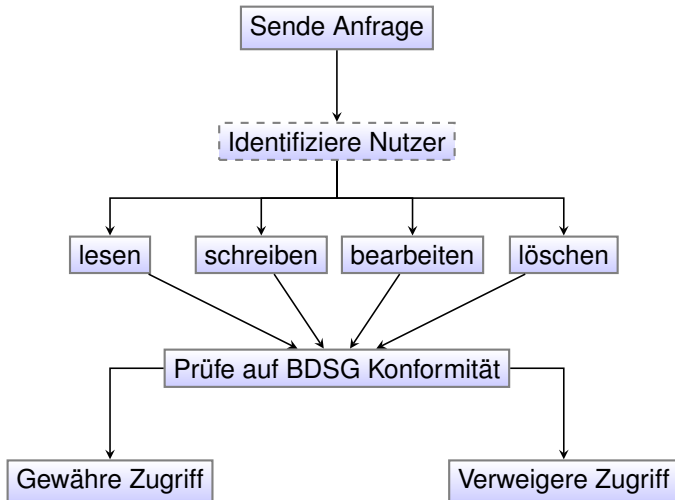 Sende Anfrage
Identifiziere Nutzer
lesen
schreiben
bearbeiten
löschen
Prüfe auf BDSG Konformität
Gewähre Zugriff
Verweigere Zugriff